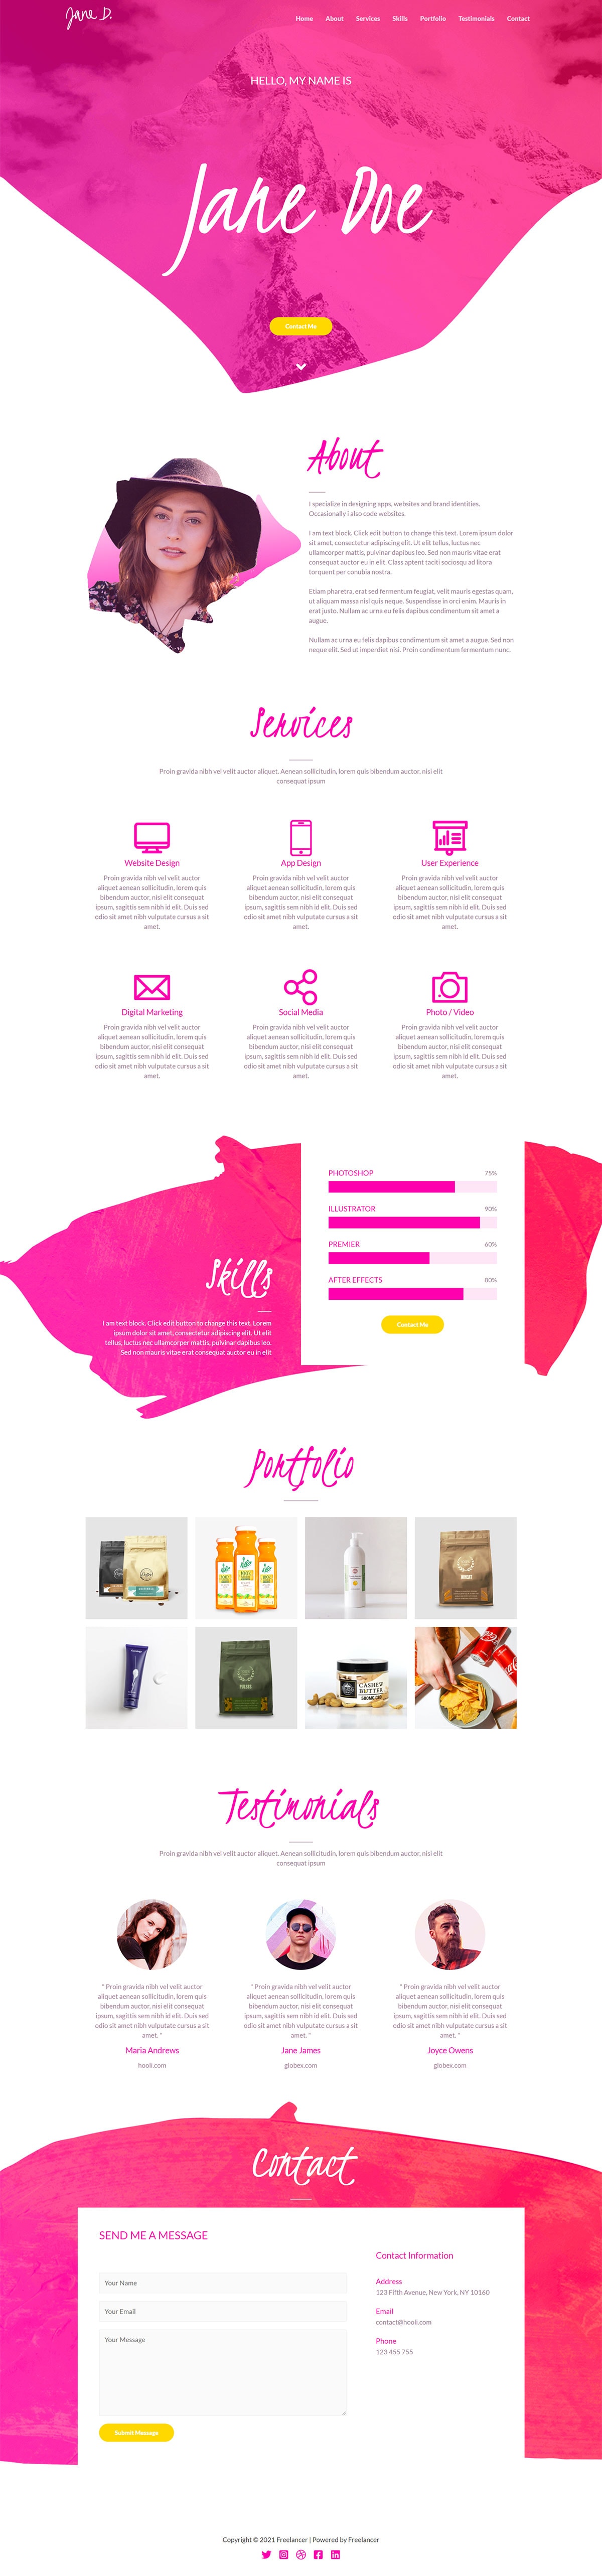 Jane D.
Home About Services Skills Portfolio Testimonials Contact
HELLO, MY NAME IS
Jane Doe
Contact Me
About
I specialize in designing apps, websites and brand identities.
Occasionally i also code websites.
I am text block. Click edit button to change this text. Lorem ipsum dolor
sit amet, consectetur adipiscing elit. Ut elit tellus, luctus nec
ullamcorper mattis, pulvinar dapibus leo. Sed non mauris vitae erat
consequat auctor eu in elit. Class aptent taciti sociosqu ad litora
torquent per conubia nostra.
Etiam pharetra, erat sed fermentum feugiat, velit mauris egestas quam,
ut aliquam massa nisl quis neque. Suspendisse in orci enim. Mauris in
erat justo. Nullam ac urna eu felis dapibus condimentum sit amet a
augue.
Nullam ac urna eu felis dapibus condimentum sit amet a augue. Sed non
neque elit. Sed ut imperdiet nisi. Proin condimentum fermentum nunc.
Services
Proin gravida nibh vel velit auctor aliquet. Aenean sollicitudin, lorem quis bibendum auctor, nisi elit
consequat ipsum
Website Design
Proin gravida nibh vel velit auctor
aliquet aenean sollicitudin, lorem quis
bibendum auctor, nisi elit consequat
ipsum, sagittis sem nibh id elit. Duis sed
odio sit amet nibh vulputate cursus a sit
amet.
App Design
Proin gravida nibh vel velit auctor
aliquet aenean sollicitudin, lorem quis
bibendum auctor, nisi elit consequat
ipsum, sagittis sem nibh id elit. Duis sed
odio sit amet nibh vulputate cursus a sit
amet.
User Experience
Proin gravida nibh vel velit auctor
aliquet aenean sollicitudin, lorem quis
bibendum auctor, nisi elit consequat
ipsum, sagittis sem nibh id elit. Duis sed
odio sit amet nibh vulputate cursus a sit
amet.
Digital Marketing
Proin gravida nibh vel velit auctor
aliquet aenean sollicitudin, lorem quis
bibendum auctor, nisi elit consequat
ipsum, sagittis sem nibh id elit. Duis sed
odio sit amet nibh vulputate cursus a sit
amet.
Social Media
Proin gravida nibh vel velit auctor
aliquet aenean sollicitudin, lorem quis
bibendum auctor, nisi elit consequat
ipsum, sagittis sem nibh id elit. Duis sed
odio sit amet nibh vulputate cursus a sit
amet.
Photo / Video
Proin gravida nibh vel velit auctor
aliquet aenean sollicitudin, lorem quis
bibendum auctor, nisi elit consequat
ipsum, sagittis sem nibh id elit. Duis sed
odio sit amet nibh vulputate cursus a sit
amet.
Skills
I am text block. Click edit button to change this text. Lorem
ipsum dolor sit amet, consectetur adipiscing elit. Ut elit
tellus, luctus nec ullamcorper mattis, pulvinar dapibus leo.
Sed non mauris vitae erat consequat auctor eu in elit
PHOTOSHOP 75%
ILLUSTRATOR 90%
PREMIER 60%
AFTER EFFECTS 80%
Contact Me
Portfolio
CASHEW
BUTTER
Testimonials
Proin gravida nibh vel velit auctor aliquet. Aenean sollicitudin, lorem quis bibendum auctor, nisi elit
consequat ipsum
" Proin gravida nibh vel velit auctor
aliquet aenean sollicitudin, lorem quis
bibendum auctor, nisi elit consequat
ipsum, sagittis sem nibh id elit. Duis sed
odio sit amet nibh vulputate cursus a sit
amet. "
Maria Andrews
hooli.com
" Proin gravida nibh vel velit auctor
aliquet aenean sollicitudin, lorem quis
bibendum auctor, nisi elit consequat
ipsum, sagittis sem nibh id elit. Duis sed
odio sit amet nibh vulputate cursus a sit
amet. "
Jane James
globex.com
" Proin gravida nibh vel velit auctor
aliquet aenean sollicitudin, lorem quis
bibendum auctor, nisi elit consequat
ipsum, sagittis sem nibh id elit. Duis sed
odio sit amet nibh vulputate cursus a sit
amet. "
Joyce Owens
globex.com
Contact
SEND ME A MESSAGE
Your Name
Your Email
Your Message
Submit Message
Contact Information
Address
123 Fifth Avenue, New York, NY 10160
Email
contact@hooli.com
Phone
123 455 755
Copyright © 2021 Freelancer | Powered by Freelancer